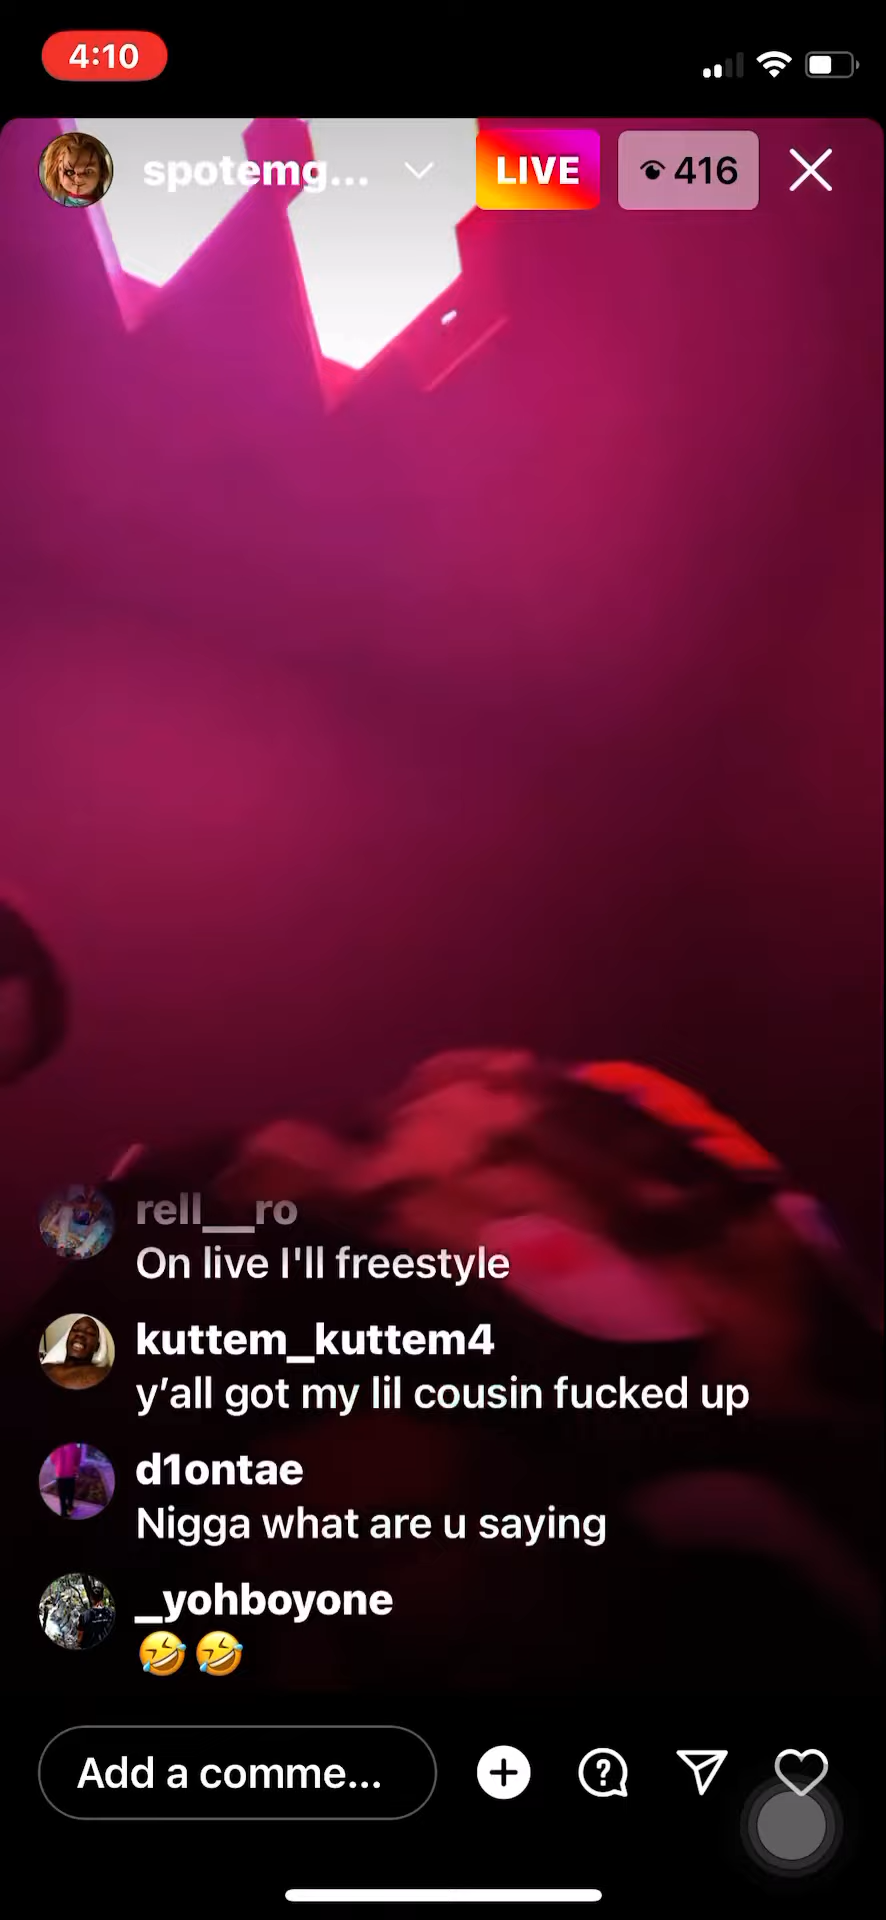 4:10
spotemg...
LIVE
416
rell__ro
On live I'll freestyle
kuttem_kuttem4
y’all got my lil cousin fucked up
d1ontae
Nigga what are u saying
_yohboyone
🤣🤣
Add a comme...